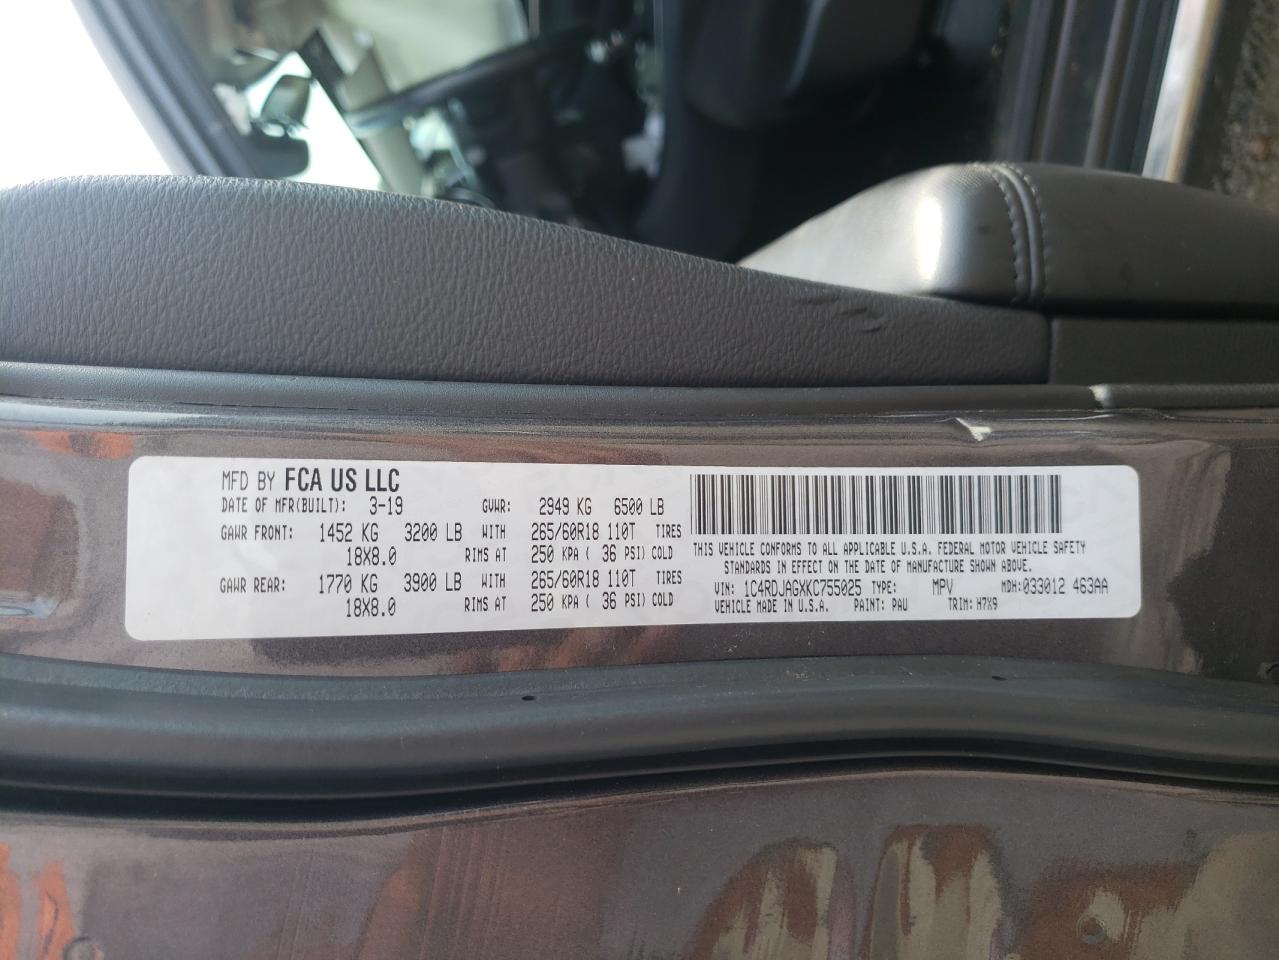 MFD BY FCA US LLC
DATE OF MFR(BUILT): 3-19 GVWR: 2949 KG 6500 LB
GAWR FRONT: 1452 KG 3200 LB WITH 265/60R18 110T TIRES
18X8.0 RIMS AT 250 KPA ( 36 PSI) COLD
GAWR REAR: 1770 KG 3900 LB WITH 265/60R18 110T TIRES
18X8.0 RIMS AT 250 KPA ( 36 PSI) COLD
THIS VEHICLE CONFORMS TO ALL APPLICABLE U.S.A. FEDERAL MOTOR VEHICLE SAFETY
STANDARDS IN EFFECT ON THE DATE OF MANUFACTURE SHOWN ABOVE.
VIN: 1C4RDJAGXKC755025 TYPE: MPV MDH: 033012 463AA
VEHICLE MADE IN U.S.A. PAINT: PAU TRIM: H7X9